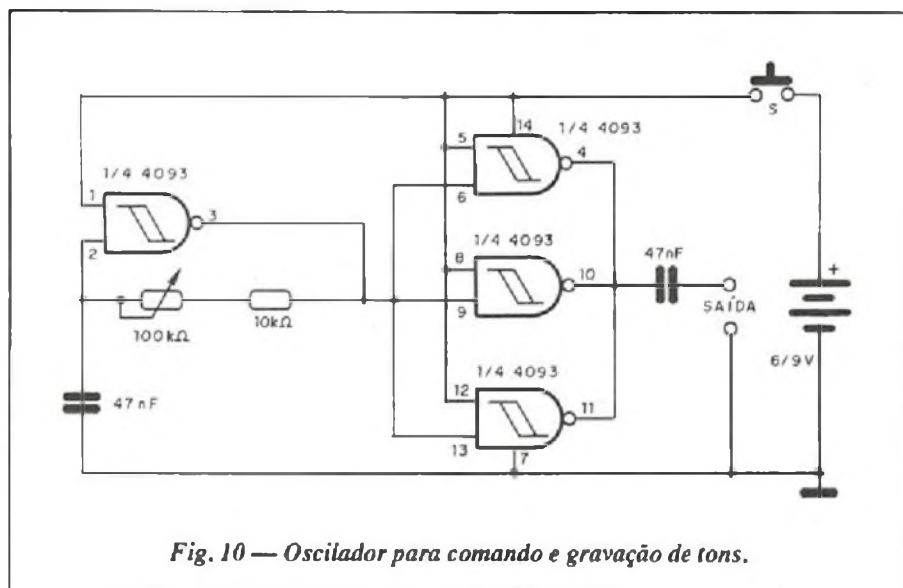 S
14
1/4 4093
5
4
6
1/4 4093
1
3
2
1/4 4093
8
10
9
47nF
SAÍDA
+
6/9V
100kΩ
10kΩ
1/4 4093
12
11
13
7
47nF
Fig. 10 — Oscilador para comando e gravação de tons.